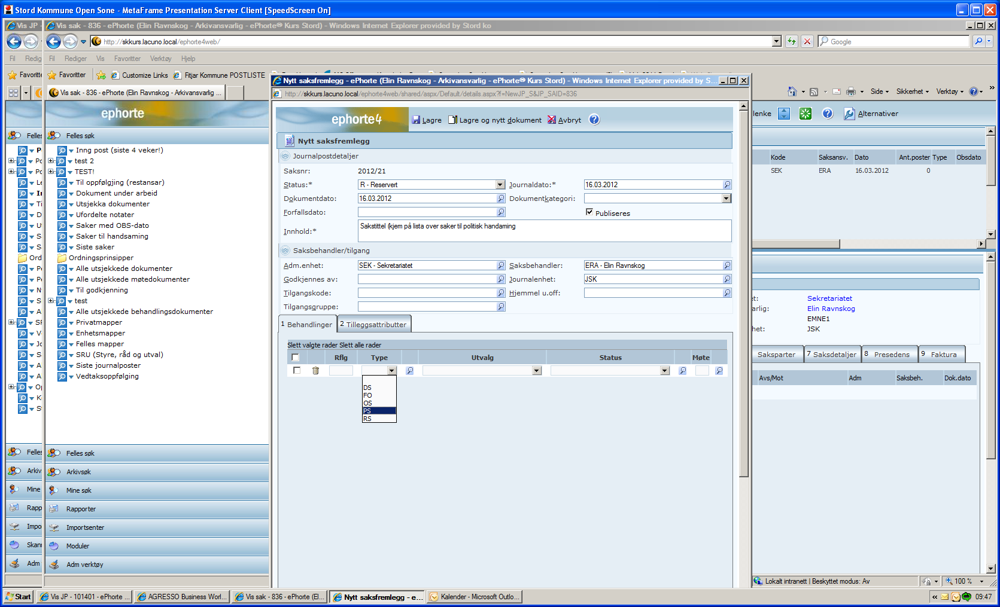 Stord Kommune Open Sone - MetaFrame Presentation Server Client [SpeedScreen On]
Vis JP -
Vis sak - 836 - ePhorte (Elin Ravnskog - Arkivansvarlig - ePhorte® Kurs Stord) - Windows Internet Explorer provided by Stord ko
http://skkurs.lacuno.local/ephorte4web/
Google
Fil Redig
Fil Rediger Vis Favoritter Verktøy Hjelp
Favoritte
Favoritter Customize Links Fitjar Kommune POSTLISTE
Vis sak - 836 - ePhorte (Elin Ravnskog - Arkivansvarlig ...
Side Sikkerhet Verktøy
ephorte
lenke Alternativer
Felles
Felles søk
Inng post (siste 4 veker!)
test 2
TEST!
Til oppfølgjing (restansar)
Dokument under arbeid
Utsjekka dokumenter
Ufordelte notater
Saker med OBS-dato
Saker til handsaming
Siste saker
Ord
Ordningsprinsipper
Alle utsjekkede dokumenter
Alle utsjekkede møtedokumenter
Til godkjenning
test
Alle utsjekkede behandlingsdokumenter
Privatmapper
Enhetsmapper
Felles mapper
SRU (Styre, råd og utval)
Siste journalposter
Vedtaksoppfølging
Felles
Arkiv
Mine
Rapp
Impo
Skan
Adm
Felles søk
Arkivsøk
Mine søk
Rapporter
Importsenter
Moduler
Adm verktøy
Nytt saksfremlegg - ePhorte (Elin Ravnskog - Arkivansvarlig - ePhorte® Kurs Stord) - Windows Internet Explorer provided by S...
http://skkurs.lacuno.local/ephorte4web/shared/aspx/Default/details.aspx?f=NewJP_S&JP_SAID=836
ephorte4 Lagre Lagre og nytt dokument Avbryt
Nytt saksfremlegg
Journalpostdetaljer
Saksnr: 2012/21
Status:* R - Reservert Journaldato:* 16.03.2012
Dokumentdato: 16.03.2012 Dokumentkategori:
Forfallsdato: Publiseres
Innhold:* Sakstittel (kjem på lista over saker til politisk handaming
Saksbehandler/tilgang
Adm.enhet: SEK - Sekretariatet Saksbehandler: ERA - Elin Ravnskog
Godkjennes av: Journalenhet: JSK
Tilgangskode: Hjemmel u.off:
Tilgangsgruppe:
1 Behandlinger 2 Tilleggsattributter
Slett valgte rader Slett alle rader
Rflg Type Utvalg Status Møte
DS
FO
OS
PS
RS
Kode Saksansv. Dato Ant.poster Type Obsdato
SEK ERA 16.03.2012 0
et: Sekretariatet
arlig: Elin Ravnskog
EMNE1
het: JSK
Saksparter 7 Saksdetaljer 8 Presedens 9 Faktura
Avs/Mot Adm Saksbeh. Dok.dato
Lokalt intranett | Beskyttet modus: Av 100 %
Start Vis JP - 101401 - ePhorte ... AGRESSO Business Worl... Vis sak - 836 - ePhorte (El... Nytt saksfremlegg - e... Kalender - Microsoft Outlo... 09:47